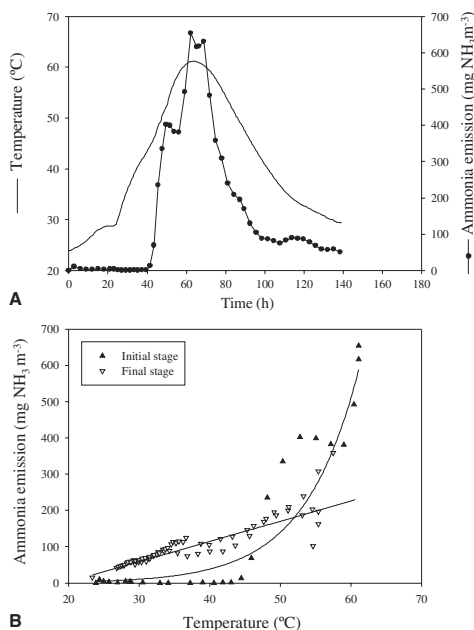 70
60
50
40
30
20
Temperature (ºC)
700
600
500
400
300
200
100
0
Ammonia emission (mg NH3 m-3)
0 20 40 60 80 100 120 140 160
Time (h)
A
700
600
500
400
300
200
100
0
Ammonia emission (mg NH3 m-3)
Initial stage
Final stage
20 30 40 50 60 70
Temperature (ºC)
B